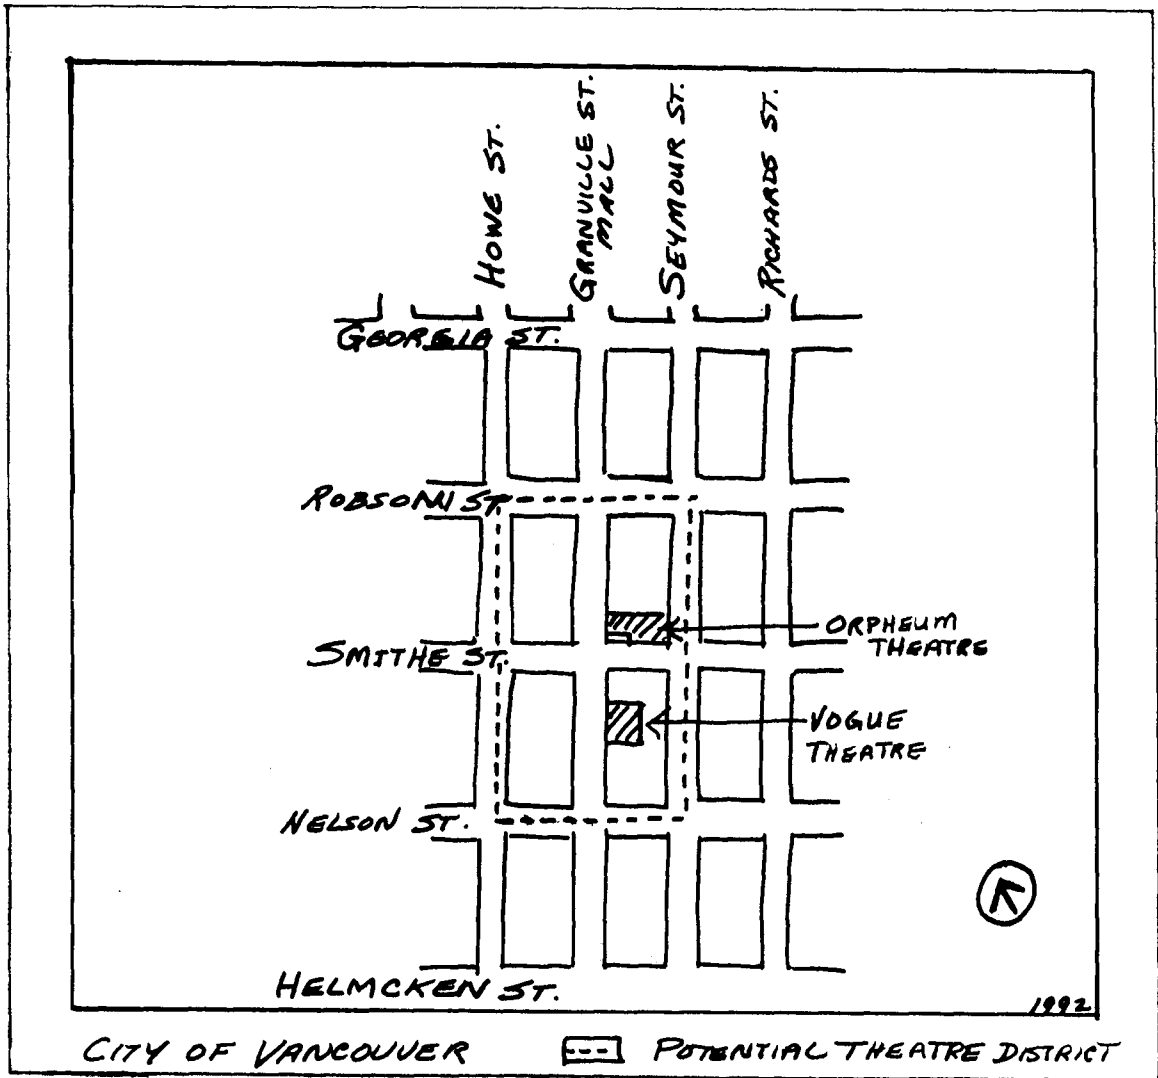 HOWE ST.
GRANVILLE ST.
MALL
SEYMOUR ST.
RICHARDS ST.
GEORGIA ST.
ROBSON ST.
ORPHEUM
THEATRE
SMITHE ST.
VOGUE
THEATRE
NELSON ST.
HELMCKEN ST.
1992
CITY OF VANCOUVER
POTENTIAL THEATRE DISTRICT